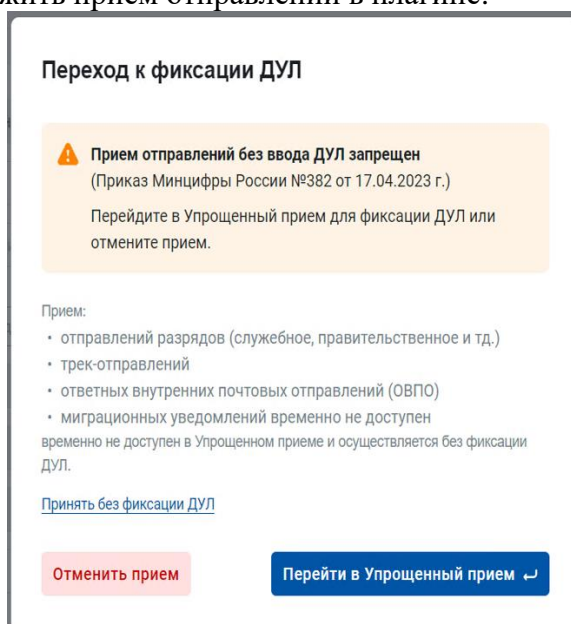 прием отправлений в плагине.
Переход к фиксации ДУЛ
Прием отправлений без ввода ДУЛ запрещен
(Приказ Минцифры России №382 от 17.04.2023 г.)
Перейдите в Упрощенный прием для фиксации ДУЛ или
отмените прием.
Прием:
• отправлений разрядов (служебное, правительственное и тд.)
• трек-отправлений
• ответных внутренних почтовых отправлений (ОВПО)
• миграционных уведомлений временно не доступен
временно не доступен в Упрощенном приеме и осуществляется без фиксации
ДУЛ.
Принять без фиксации ДУЛ
Отменить прием
Перейти в Упрощенный прием ↵